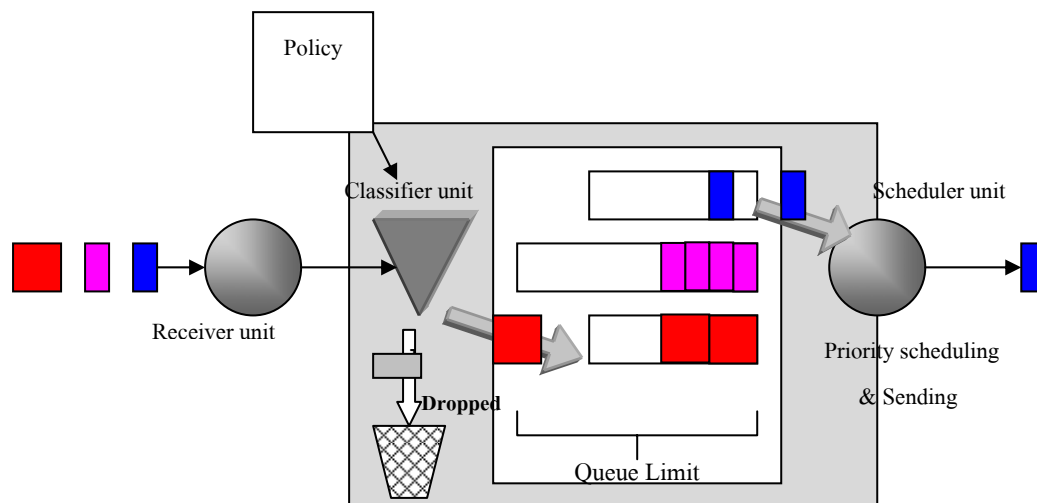 Policy
Classifier unit
Scheduler unit
Receiver unit
Priority scheduling
& Sending
Dropped
Queue Limit